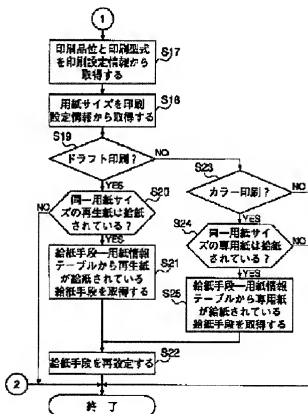 1
S17
印刷品位と印刷型式
を印刷設定情報から
取得する
S18
用紙サイズを印刷
設定情報から取得する
S19
ドラフト印刷?
NO
YES
S23
カラー印刷?
NO
YES
S20
同一用紙サイ
ズの再生紙は給紙
されている?
NO
YES
S24
同一用紙サイ
ズの専用紙は給紙
されている?
NO
YES
S21
給紙手段ー用紙情報
テーブルから再生紙
が給紙されている
給紙手段を取得する
S25
給紙手段ー用紙情報
テーブルから専用紙
が給紙されている
給紙手段を取得する
S22
給紙手段を再設定する
2
終了